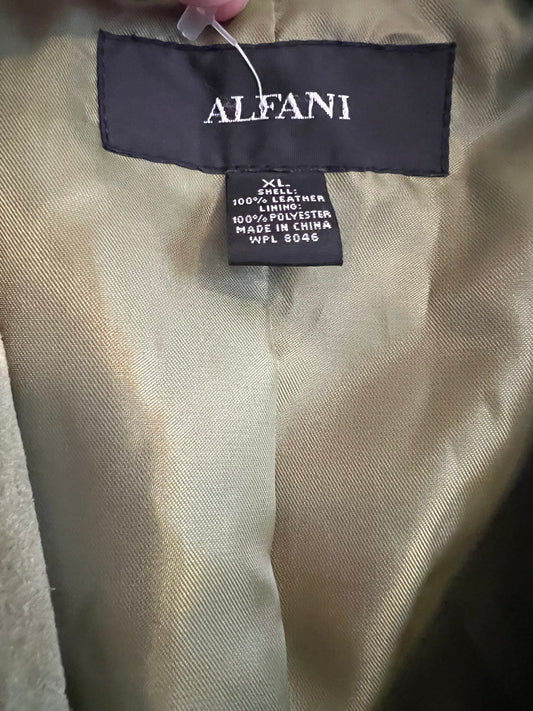 ALFANI
XL
SHELL:
100% LEATHER
LINING:
100% POLYESTER
MADE IN CHINA
WPL 8046